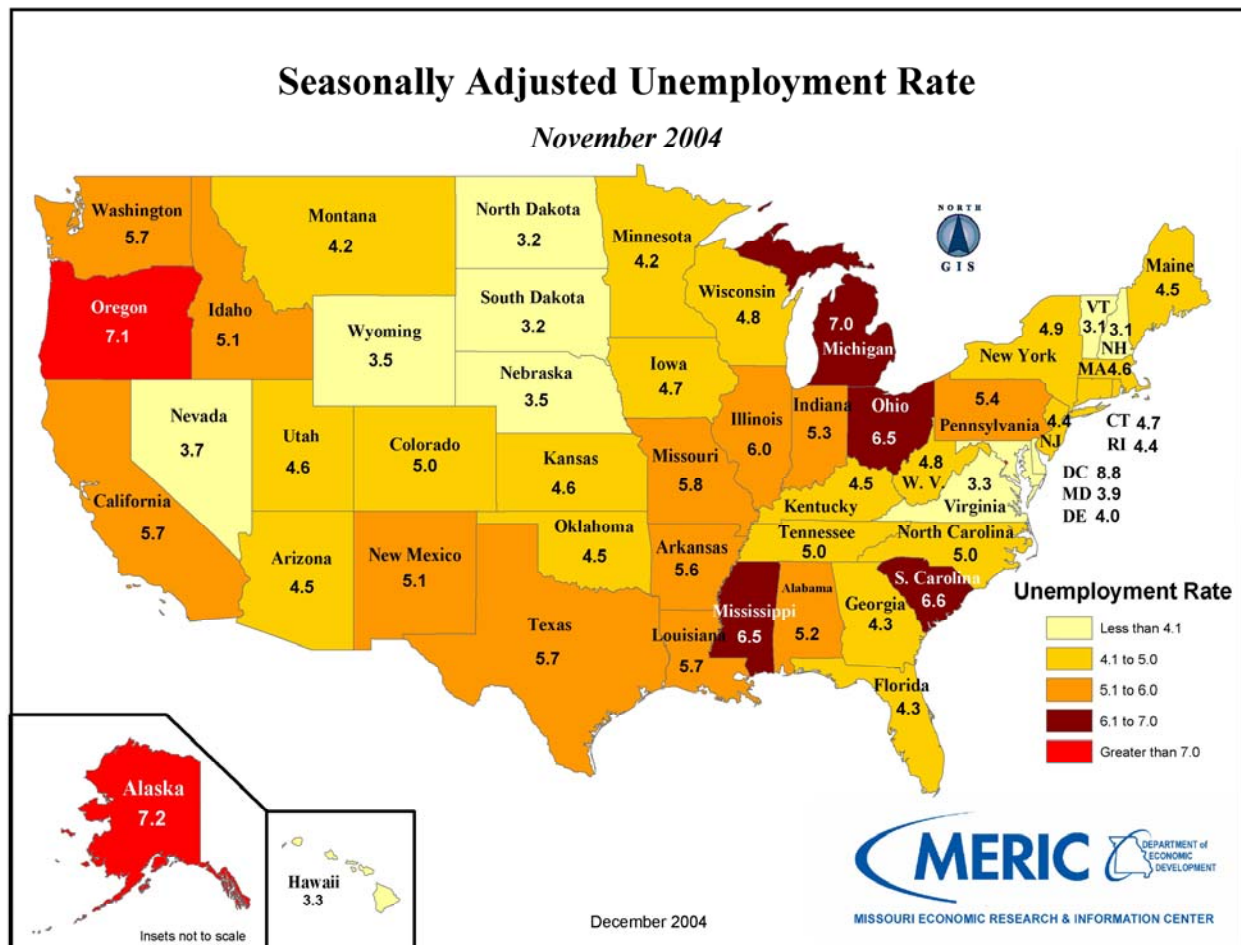 Seasonally Adjusted Unemployment Rate
November 2004
Washington
5.7
Montana
4.2
North Dakota
3.2
Minnesota
4.2
NORTH
GIS
Maine
4.5
Oregon
7.1
Idaho
5.1
Wyoming
3.5
South Dakota
3.2
Wisconsin
4.8
7.0
Michigan
4.9
New York
VT
3.1
3.1
NH
MA 4.6
Nebraska
3.5
Iowa
4.7
Nevada
3.7
Utah
4.6
Colorado
5.0
Kansas
4.6
Missouri
5.8
Illinois
6.0
Indiana
5.3
Ohio
6.5
5.4
Pennsylvania
4.4
NJ
CT 4.7
RI 4.4
DC 8.8
MD 3.9
DE 4.0
California
5.7
4.8
W. V.
4.5
Kentucky
3.3
Virginia
Arizona
4.5
New Mexico
5.1
Oklahoma
4.5
Arkansas
5.6
Tennessee
5.0
North Carolina
5.0
S. Carolina
6.6
Texas
5.7
Louisiana
5.7
Mississippi
6.5
Alabama
5.2
Georgia
4.3
Florida
4.3
Unemployment Rate
Less than 4.1
4.1 to 5.0
5.1 to 6.0
6.1 to 7.0
Greater than 7.0
Alaska
7.2
Insets not to scale
Hawaii
3.3
December 2004
MERIC
DEPARTMENT of
ECONOMIC
DEVELOPMENT
MISSOURI ECONOMIC RESEARCH & INFORMATION CENTER